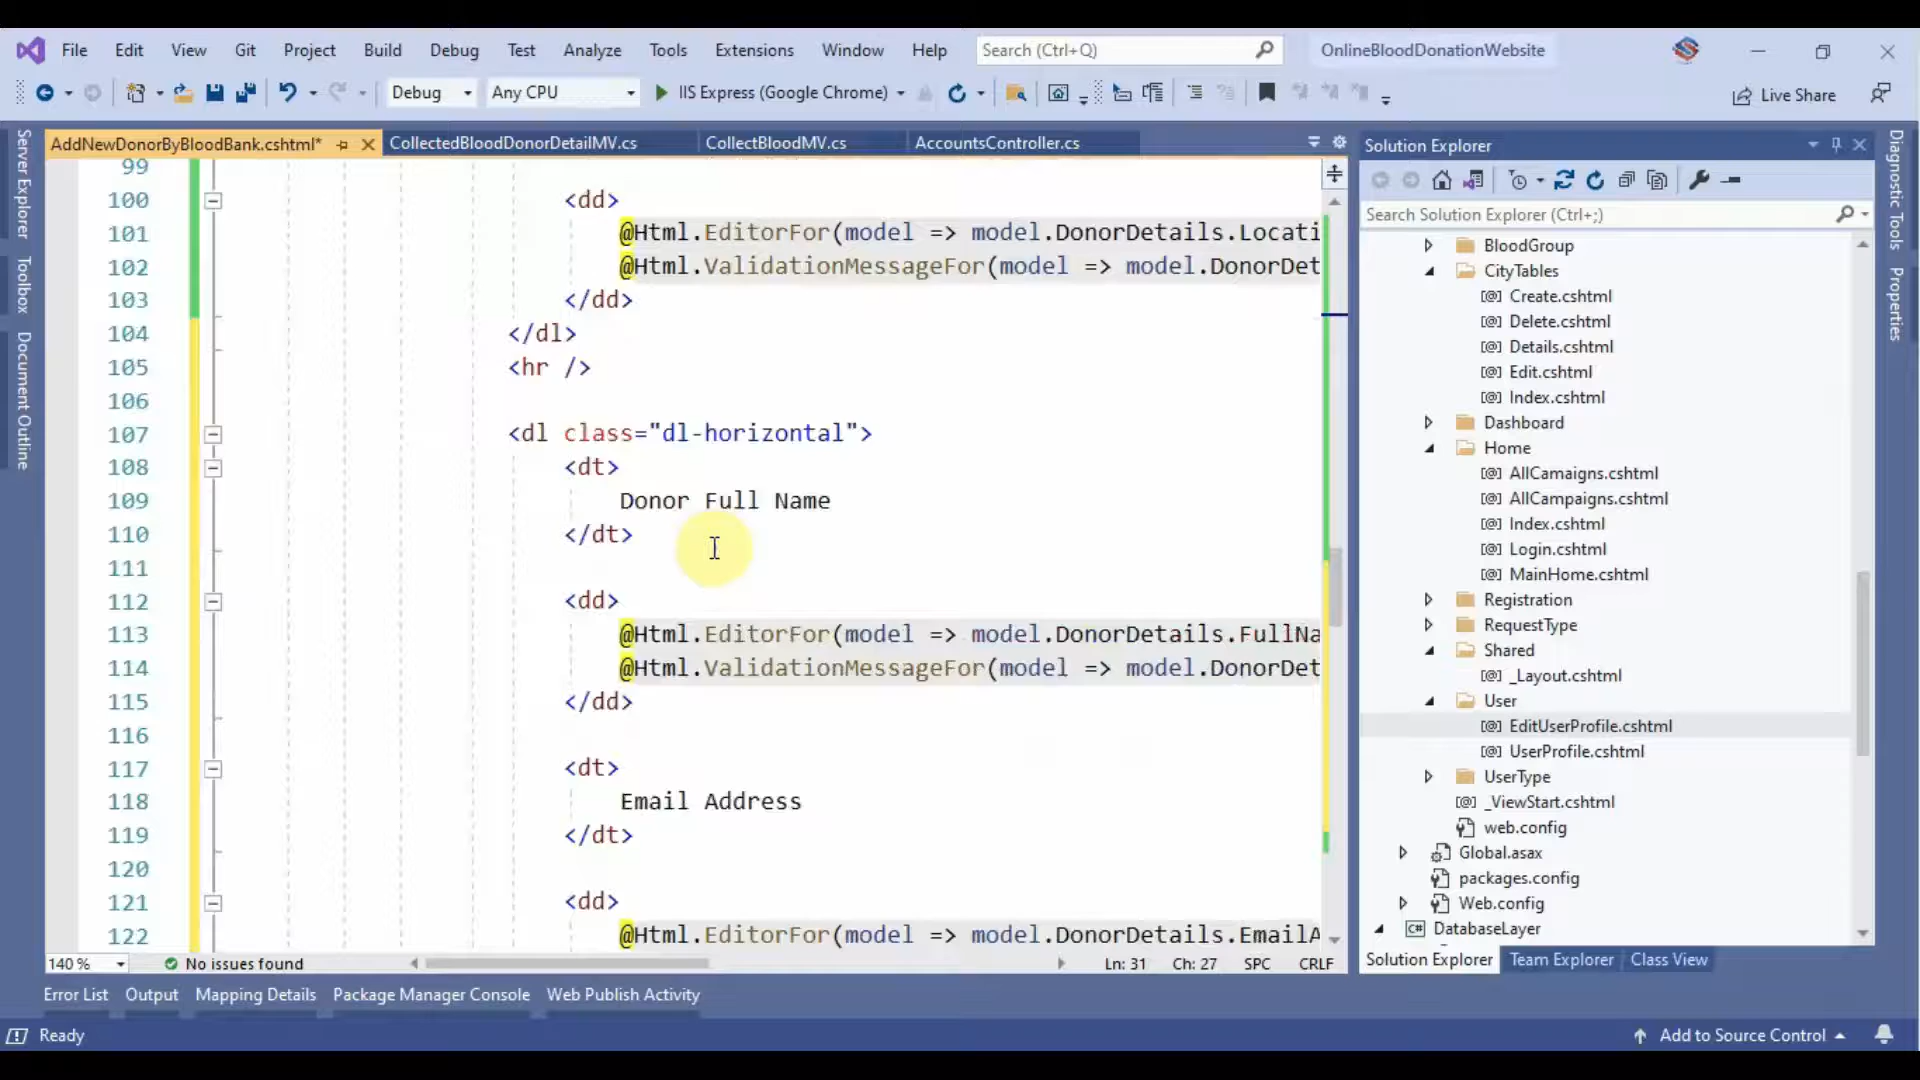 File Edit View Git Project Build Debug Test Analyze Tools Extensions Window Help Search (Ctrl+Q) OnlineBloodDonationWebsite
Debug Any CPU IIS Express (Google Chrome) Live Share
AddNewDonorByBloodBank.cshtml* CollectedBloodDonorDetailMV.cs CollectBloodMV.cs AccountsController.cs
Server Explorer
Toolbox
Document Outline
99
100 <dd>
101 @Html.EditorFor(model => model.DonorDetails.Locati
102 @Html.ValidationMessageFor(model => model.DonorDet
103 </dd>
104 </dl>
105 <hr />
106
107 <dl class="dl-horizontal">
108 <dt>
109 Donor Full Name
110 </dt>
111
112 <dd>
113 @Html.EditorFor(model => model.DonorDetails.FullNa
114 @Html.ValidationMessageFor(model => model.DonorDet
115 </dd>
116
117 <dt>
118 Email Address
119 </dt>
120
121 <dd>
122 @Html.EditorFor(model => model.DonorDetails.EmailA
140 % No issues found Ln: 31 Ch: 27 SPC CRLF
Solution Explorer
Search Solution Explorer (Ctrl+;)
BloodGroup
CityTables
Create.cshtml
Delete.cshtml
Details.cshtml
Edit.cshtml
Index.cshtml
Dashboard
Home
AllCamaigns.cshtml
AllCampaigns.cshtml
Index.cshtml
Login.cshtml
MainHome.cshtml
Registration
RequestType
Shared
_Layout.cshtml
User
EditUserProfile.cshtml
UserProfile.cshtml
UserType
_ViewStart.cshtml
web.config
Global.asax
packages.config
Web.config
C# DatabaseLayer
Solution Explorer Team Explorer Class View
Diagnostic Tools
Properties
Error List Output Mapping Details Package Manager Console Web Publish Activity
Ready Add to Source Control